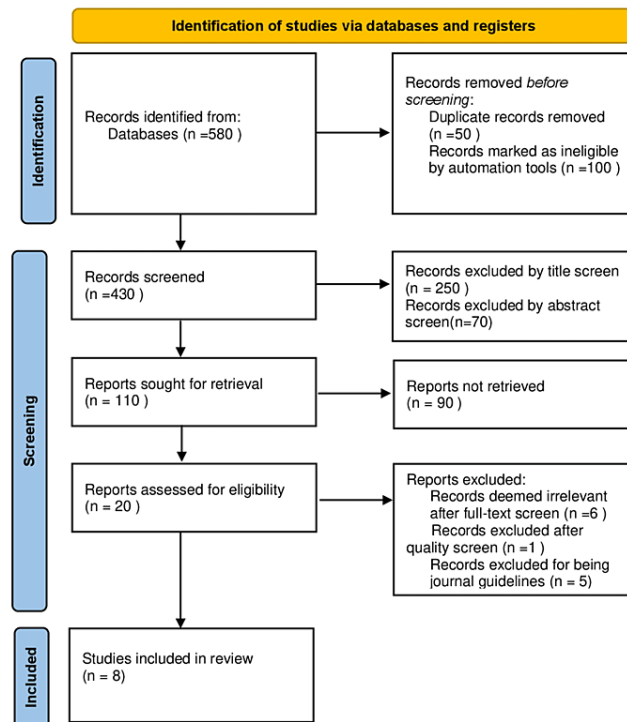 Identification of studies via databases and registers
Identification
Records identified from:
Databases (n =580 )
Records removed before
screening:
Duplicate records removed
(n =50 )
Records marked as ineligible
by automation tools (n =100 )
Screening
Records screened
(n =430 )
Records excluded by title screen
(n = 250 )
Records excluded by abstract
screen(n=70)
Reports sought for retrieval
(n = 110 )
Reports not retrieved
(n = 90 )
Reports assessed for eligibility
(n = 20 )
Reports excluded:
Records deemed irrelevant
after full-text screen (n =6 )
Records excluded after
quality screen (n =1 )
Records excluded for being
journal guidelines (n = 5)
Included
Studies included in review
(n = 8)